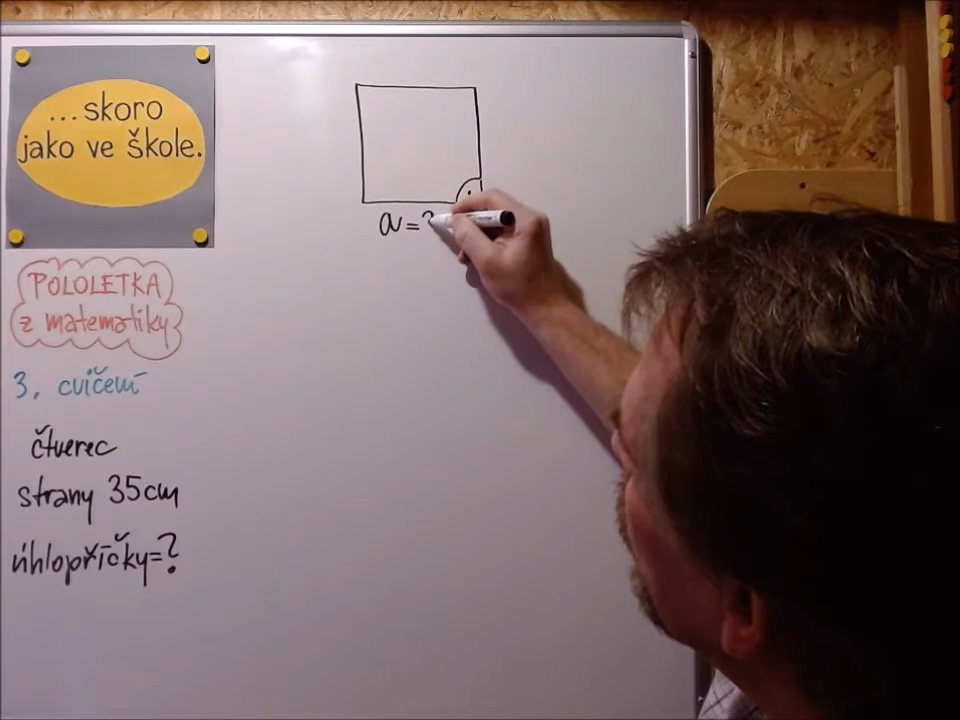 ...skoro
jako ve škole.
POLOLETKA
z matematiky
3. cvičení
čtverec
strany 35cm
úhlopříčky=?
a=